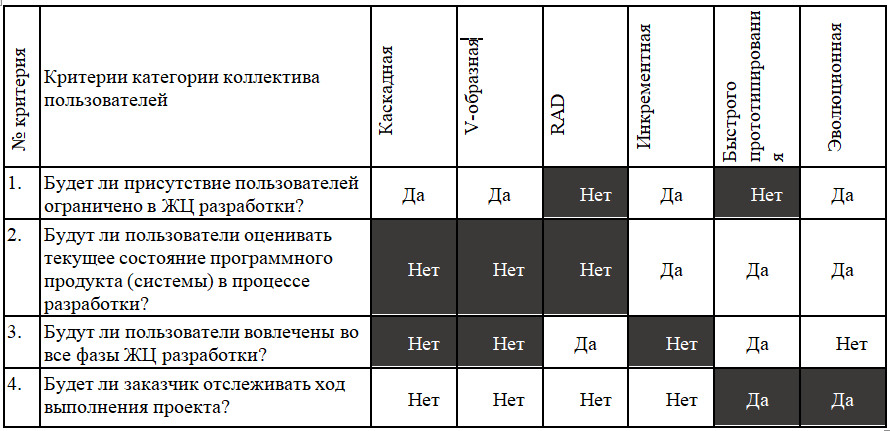 № критерия
Критерии категории коллектива
пользователей
Каскадная
V-образная
RAD
Инкрементная
Быстрого
прототипировани
я
Эволюционная
1. Будет ли присутствие пользователей
ограничено в ЖЦ разработки?
Да Да Нет Да Нет Да
2. Будут ли пользователи оценивать
текущее состояние программного
продукта (системы) в процессе
разработки?
Нет Нет Нет Да Да Да
3. Будут ли пользователи вовлечены во
все фазы ЖЦ разработки?
Нет Нет Да Нет Да Нет
4. Будет ли заказчик отслеживать ход
выполнения проекта?
Нет Нет Нет Нет Да Да